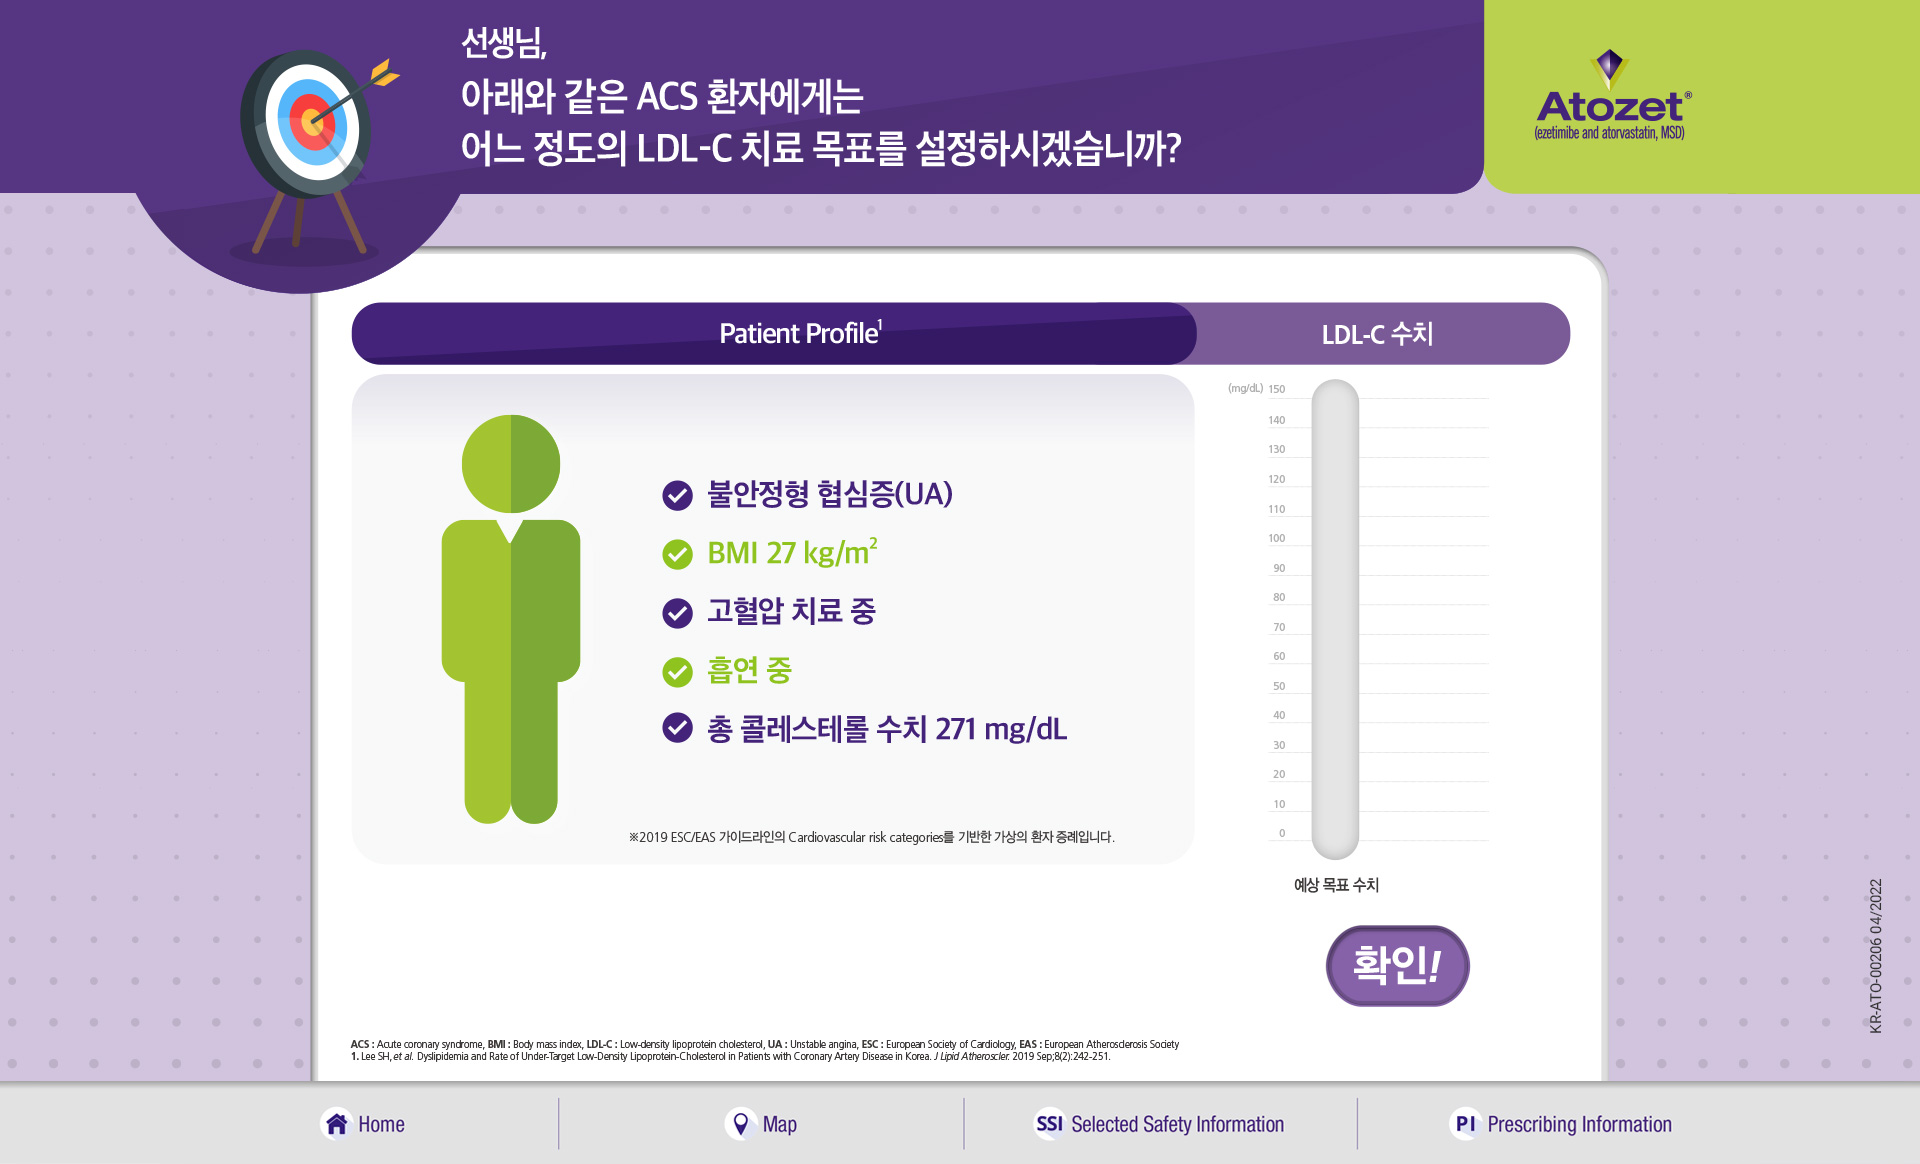 선생님,
아래와 같은 ACS 환자에게는
어느 정도의 LDL-C 치료 목표를 설정하시겠습니까?
Atozet®
(ezetimibe and atorvastatin, MSD)
Patient Profile1
LDL-C 수치
불안정형 협심증(UA)
BMI 27 kg/m2
고혈압 치료 중
흡연 중
총 콜레스테롤 수치 271 mg/dL
※2019 ESC/EAS 가이드라인의 Cardiovascular risk categories를 기반한 가상의 환자 증례입니다.
(mg/dL) 150
140
130
120
110
100
90
80
70
60
50
40
30
20
10
0
예상 목표 수치
확인!
KR-ATO-00206 04/2022
ACS : Acute coronary syndrome, BMI : Body mass index, LDL-C : Low-density lipoprotein cholesterol, UA : Unstable angina, ESC : European Society of Cardiology, EAS : European Atherosclerosis Society
1. Lee SH, et al. Dyslipidemia and Rate of Under-Target Low-Density Lipoprotein-Cholesterol in Patients with Coronary Artery Disease in Korea. J Lipid Atheroscler. 2019 Sep;8(2):242-251.
Home
Map
SSI Selected Safety Information
PI Prescribing Information